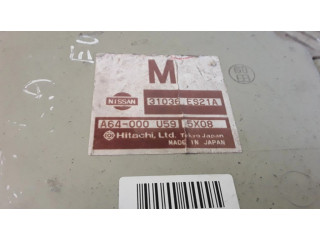 M
NISSAN
31036 ES21A
A64-000 U59 5X06
Hitachi, Ltd. Tokyo Japan
MADE IN JAPAN